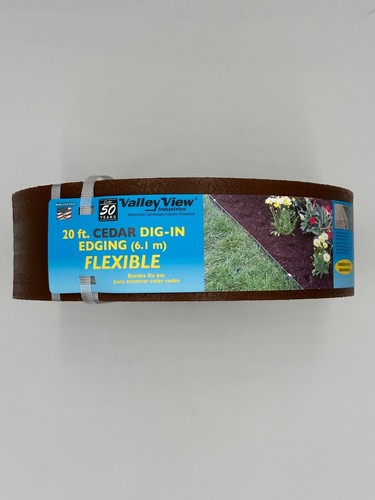 50
YEARS
Valley View®
Industries
20 ft. CEDAR DIG-IN
EDGING (6.1 m)
FLEXIBLE
Bordes De 6m
para enterrar color cedro